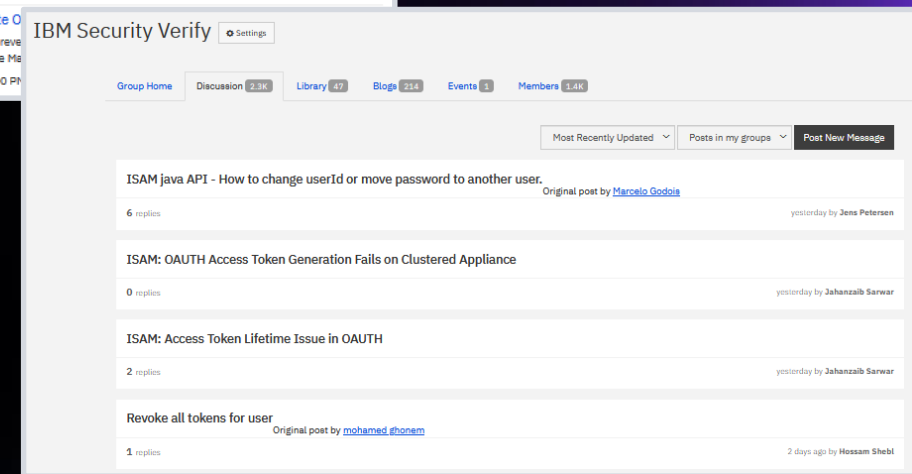 te O
reve
e Ma
0 PM
IBM Security Verify Settings
Group Home Discussion 2.3K Library 47 Blogs 214 Events 1 Members 1.4K
Most Recently Updated Posts in my groups Post New Message
ISAM java API - How to change userId or move password to another user.
Original post by Marcelo Godois
6 replies yesterday by Jens Petersen
ISAM: OAUTH Access Token Generation Fails on Clustered Appliance
0 replies yesterday by Jahanzaib Sarwar
ISAM: Access Token Lifetime Issue in OAUTH
2 replies yesterday by Jahanzaib Sarwar
Revoke all tokens for user
Original post by mohamed ghonem
1 replies 2 days ago by Hossam Shebl